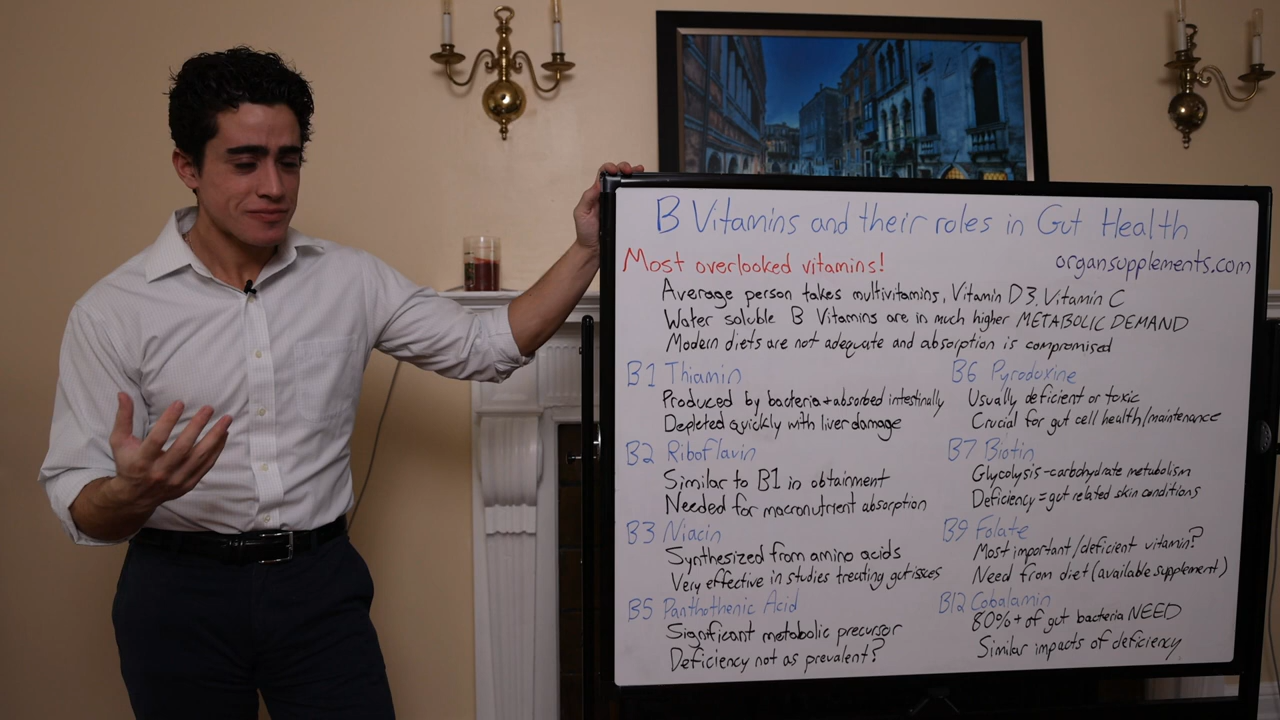 B Vitamins and their roles in Gut Health
Most overlooked vitamins!
organsupplements.com
Average person takes multivitamins, Vitamin D3, Vitamin C
Water soluble B Vitamins are in much higher METABOLIC DEMAND
Modern diets are not adequate and absorption is compromised
B1 Thiamin
Produced by bacteria + absorbed intestinally
Depleted quickly with liver damage
B2 Riboflavin
Similar to B1 in obtainment
Needed for macronutrient absorption
B3 Niacin
Synthesized from amino acids
Very effective in studies treating gut isses
B5 Panthothenic Acid
Significant metabolic precursor
Deficiency not as prevalent?
B6 Pyrodoxine
Usually deficient or toxic
Crucial for gut cell health/maintenance
B7 Biotin
Glycolysis - carbohydrate metabolism
Deficiency = gut related skin conditions
B9 Folate
Most important/deficient vitamin?
Need from diet (available supplement)
B12 Cobalamin
80%+ of gut bacteria NEED
Similar impacts of deficiency